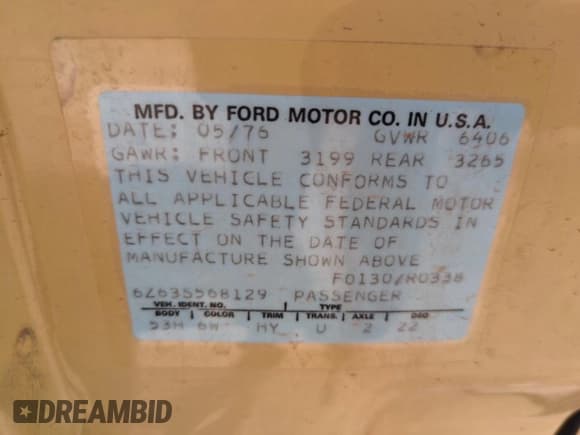 MFD. BY FORD MOTOR CO. IN U.S.A.
DATE: 05/76 GVWR 6406
GAWR: FRONT 3199 REAR 3265
THIS VEHICLE CONFORMS TO
ALL APPLICABLE FEDERAL MOTOR
VEHICLE SAFETY STANDARDS IN
EFFECT ON THE DATE OF
MANUFACTURE SHOWN ABOVE
F0130/R0338
6Z63S568129 PASSENGER
VEH. IDENT. NO. TYPE
BODY COLOR TRIM TRANS. AXLE DSO
53H 6W HY U 2 22
DREAMBID